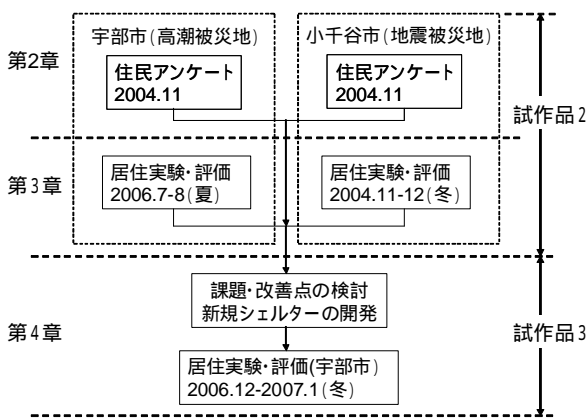 宇部市(高潮被災地)
小千谷市(地震被災地)
第2章
住民アンケート
2004.11
住民アンケート
2004.11
試作品2
第3章
居住実験・評価
2006.7-8(夏)
居住実験・評価
2004.11-12(冬)
課題・改善点の検討
新規シェルターの開発
第4章
試作品3
居住実験・評価(宇部市)
2006.12-2007.1(冬)